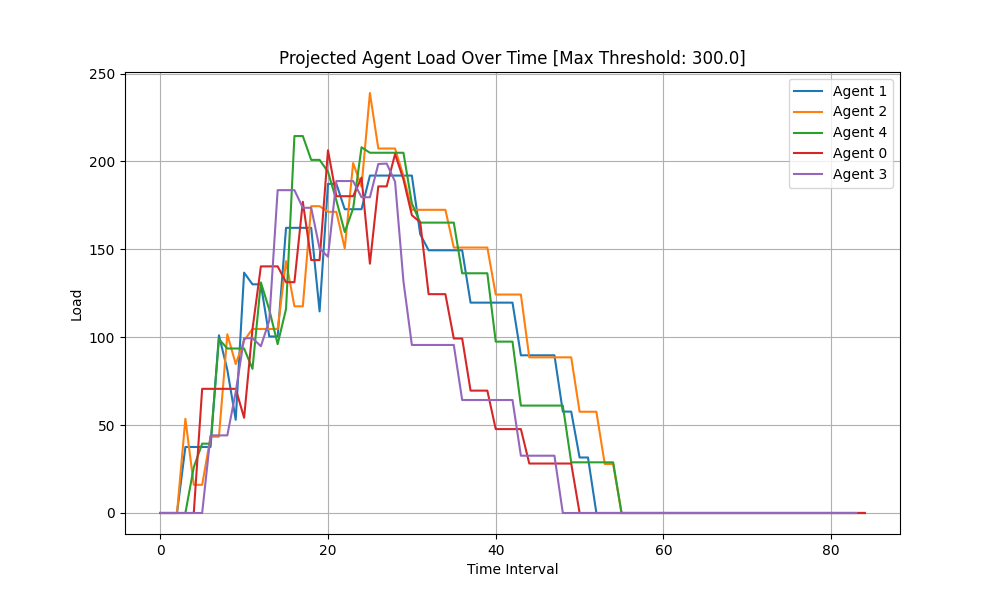 Projected Agent Load Over Time [Max Threshold: 300.0]
250
200
150
100
50
0
Load
0 20 40 60 80
Time Interval
Agent 1
Agent 2
Agent 4
Agent 0
Agent 3